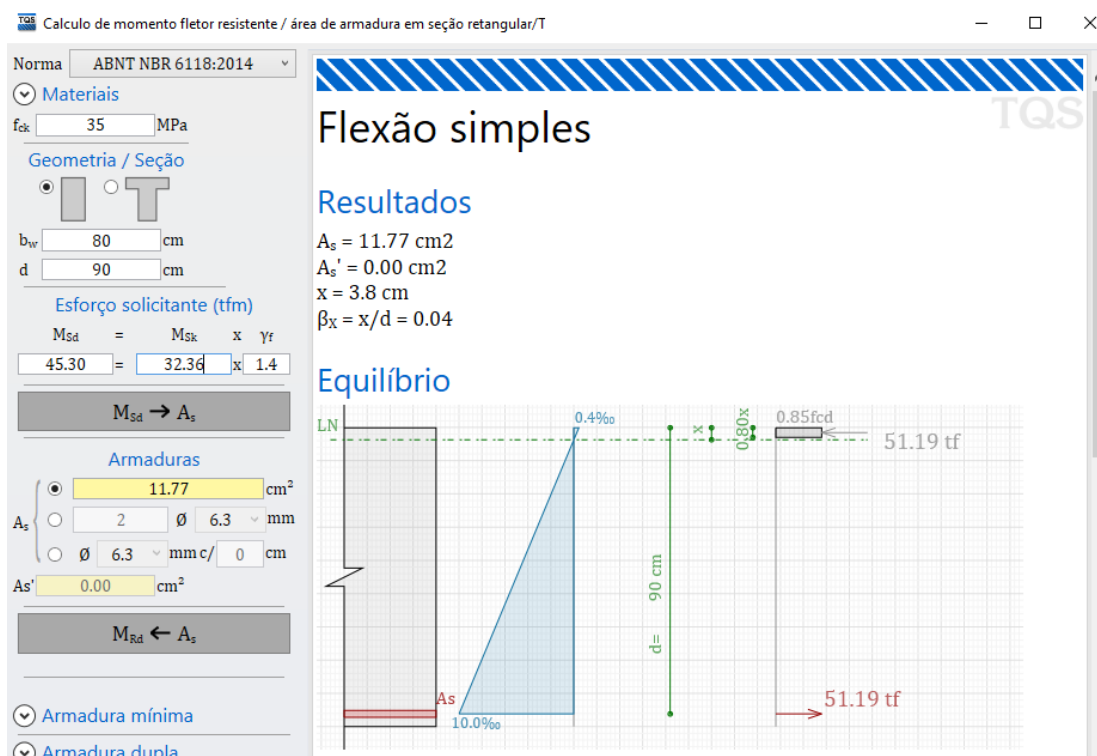 TQS Calculo de momento fletor resistente / área de armadura em seção retangular/T
Norma ABNT NBR 6118:2014
Materiais
fck 35 MPa
Geometria / Seção
bw 80 cm
d 90 cm
Esforço solicitante (tfm)
MSd = MSk x γf
45.30 = 32.36 x 1.4
MSd → As
Armaduras
11.77 cm²
As 2 Ø 6.3 mm
Ø 6.3 mm c/ 0 cm
As' 0.00 cm²
MRd ← As
Armadura mínima
Armadura dupla
TQS
Flexão simples
Resultados
As = 11.77 cm2
As' = 0.00 cm2
x = 3.8 cm
βX = x/d = 0.04
Equilíbrio
LN
0.4‰
x
0.80x
0.85fcd
51.19 tf
d= 90 cm
As
10.0‰
51.19 tf